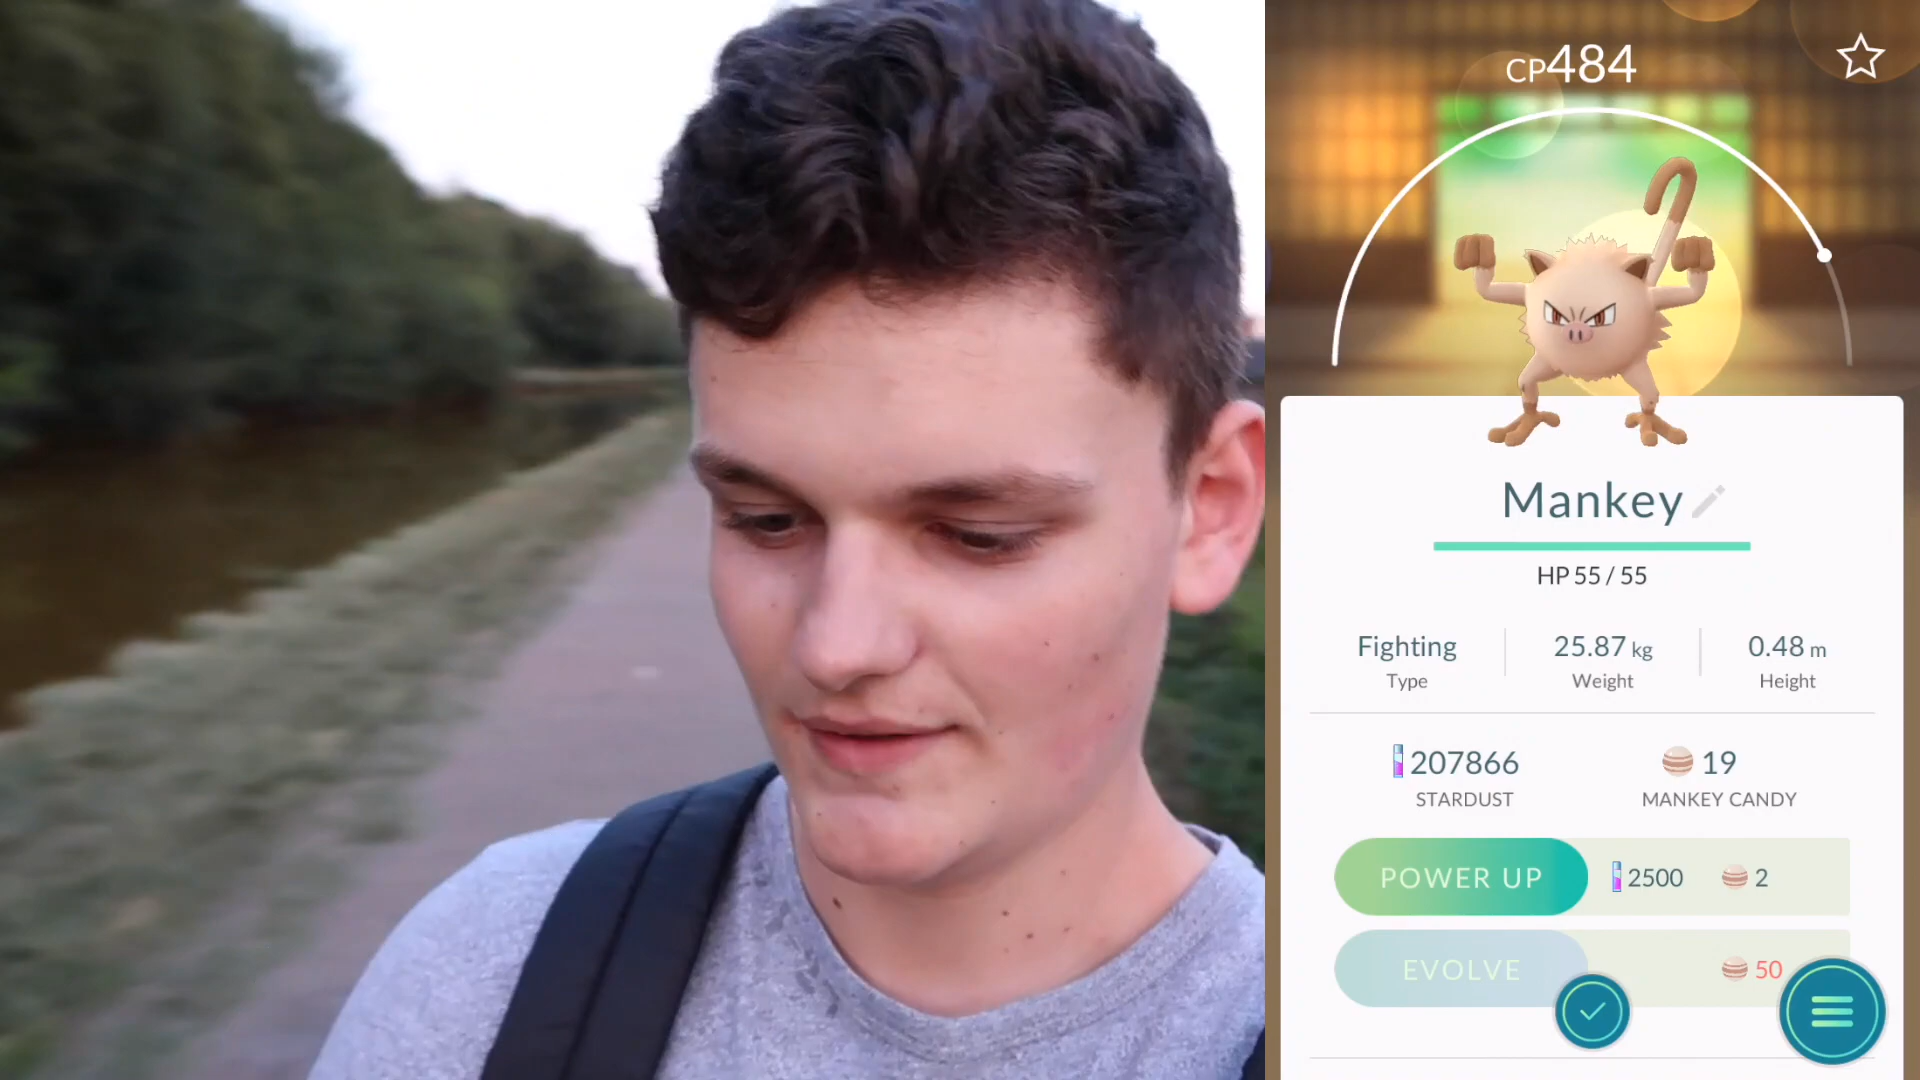 CP484
Mankey
HP 55 / 55
Fighting
Type
25.87 kg
Weight
0.48 m
Height
207866
STARDUST
19
MANKEY CANDY
POWER UP
2500
2
EVOLVE
50